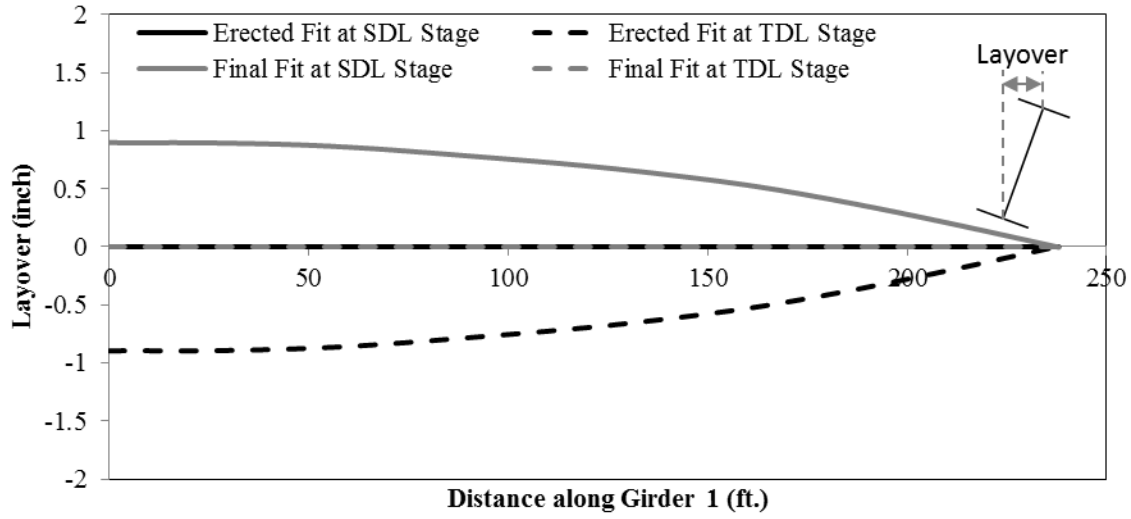 2
Erected Fit at SDL Stage Erected Fit at TDL Stage
1.5
Final Fit at SDL Stage Final Fit at TDL Stage
Layover
1
0.5
0
0 50 100 150 200 250
-0.5
-1
-1.5
-2
Layover (inch)
Distance along Girder 1 (ft.)